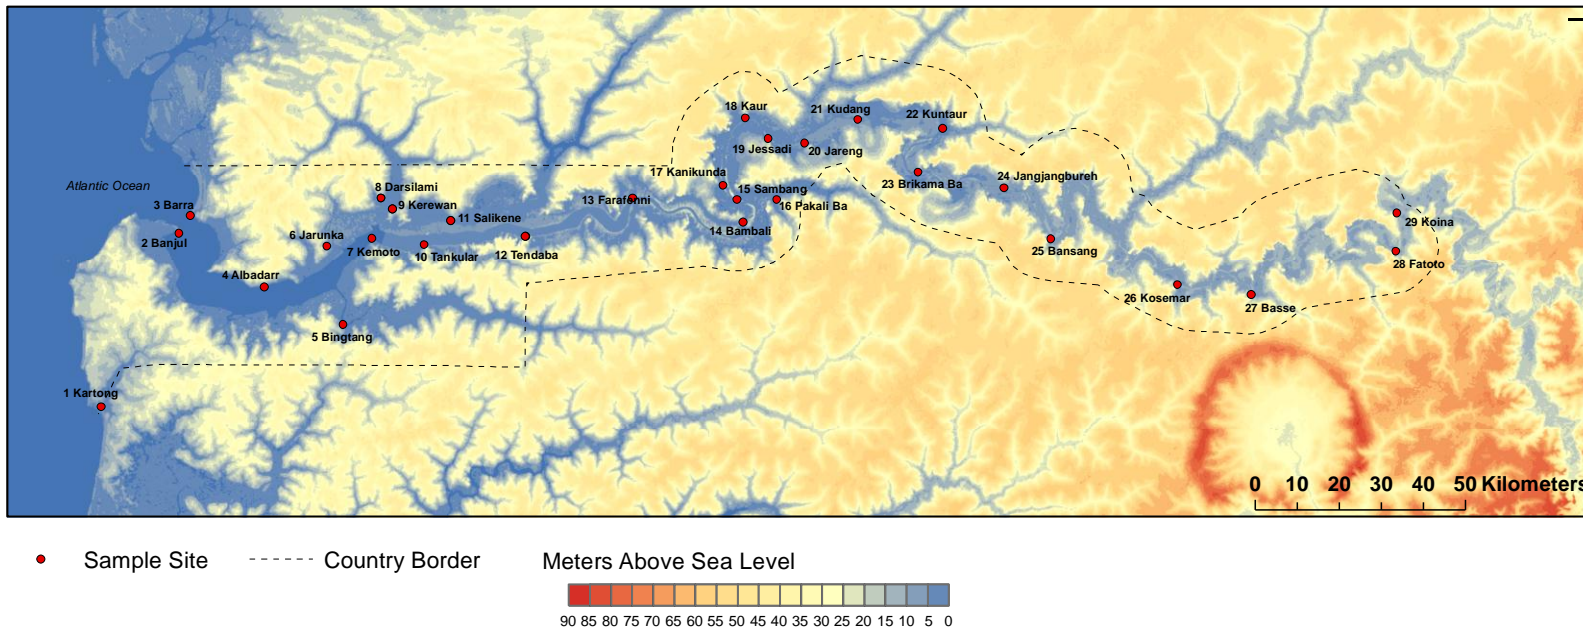 18 Kaur
21 Kudang
22 Kuntaur
19 Jessadi
20 Jareng
17 Kanikunda
24 Jangjangbureh
Atlantic Ocean
8 Darsilami
23 Brikama Ba
15 Sambang
13 Farafenni
16 Pakali Ba
3 Barra
9 Kerewan
11 Salikene
29 Koina
14 Bambali
6 Jarunka
2 Banjul
7 Kemoto
10 Tankular
12 Tendaba
25 Bansang
28 Fatoto
4 Albadarr
26 Kosemar
27 Basse
5 Bingtang
1 Kartong
0 10 20 30 40 50 Kilometers
Sample Site
Country Border
Meters Above Sea Level
90 85 80 75 70 65 60 55 50 45 40 35 30 25 20 15 10 5 0